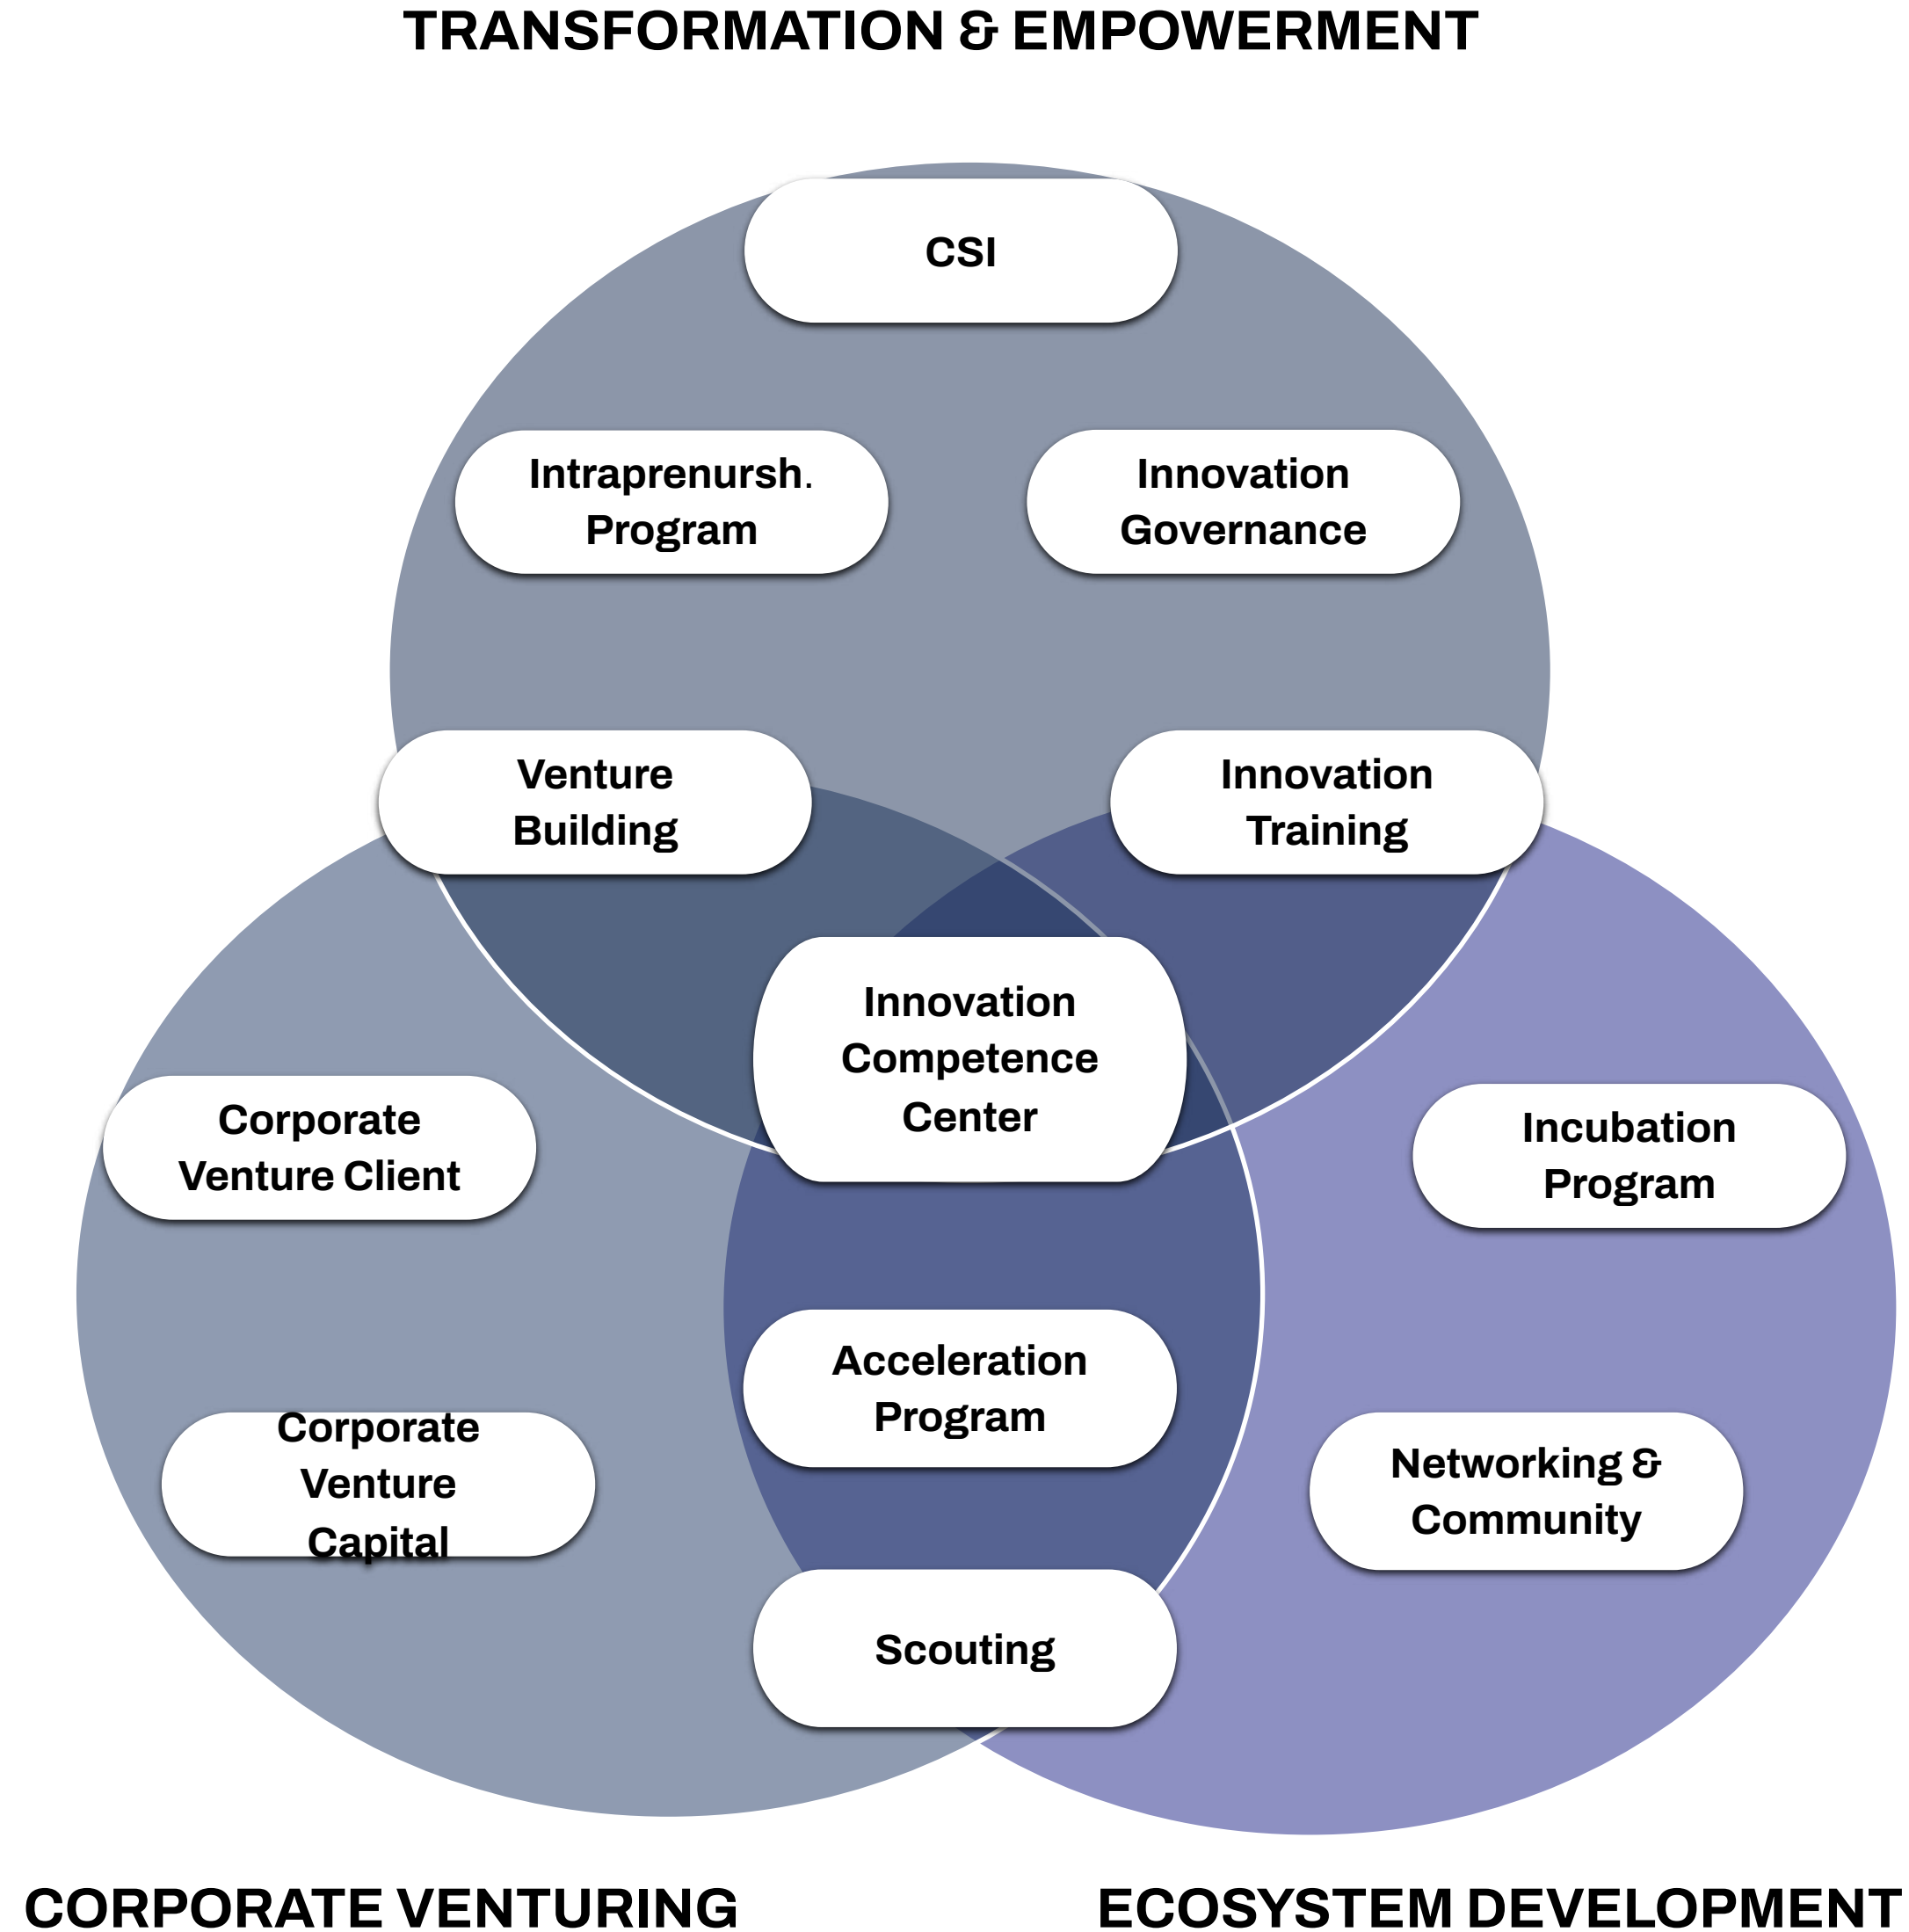 TRANSFORMATION & EMPOWERMENT
CSI
Intraprenursh.
Program
Innovation
Governance
Venture
Building
Innovation
Training
Innovation
Competence
Center
Corporate
Venture Client
Incubation
Program
Acceleration
Program
Corporate
Venture
Capital
Networking &
Community
Scouting
CORPORATE VENTURING
ECOSYSTEM DEVELOPMENT